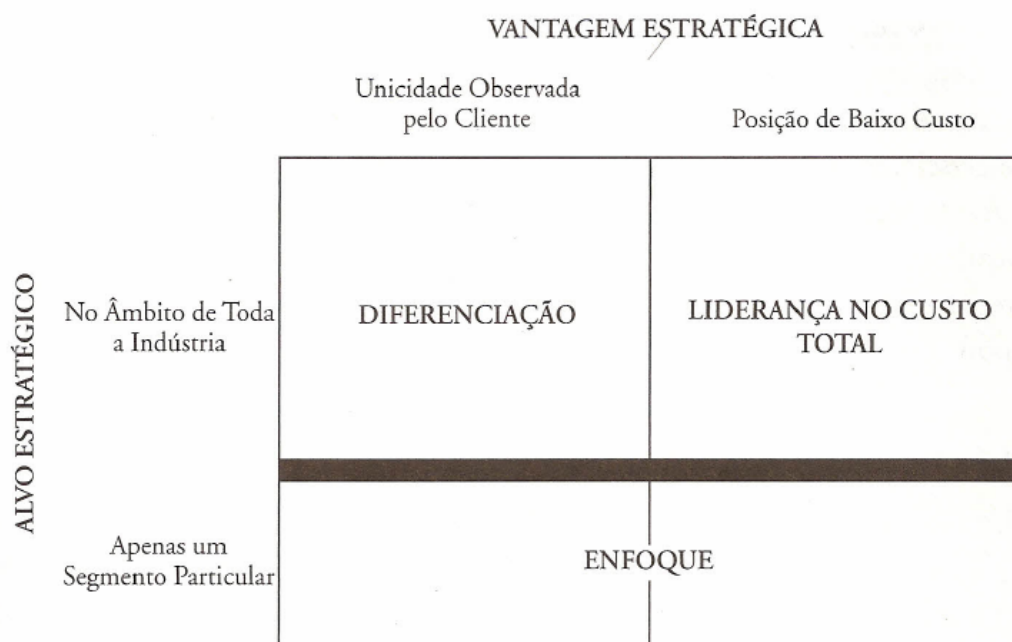 VANTAGEM ESTRATÉGICA
Unicidade Observada
pelo Cliente
Posição de Baixo Custo
ALVO ESTRATÉGICO
No Âmbito de Toda
a Indústria
DIFERENCIAÇÃO
LIDERANÇA NO CUSTO
TOTAL
Apenas um
Segmento Particular
ENFOQUE